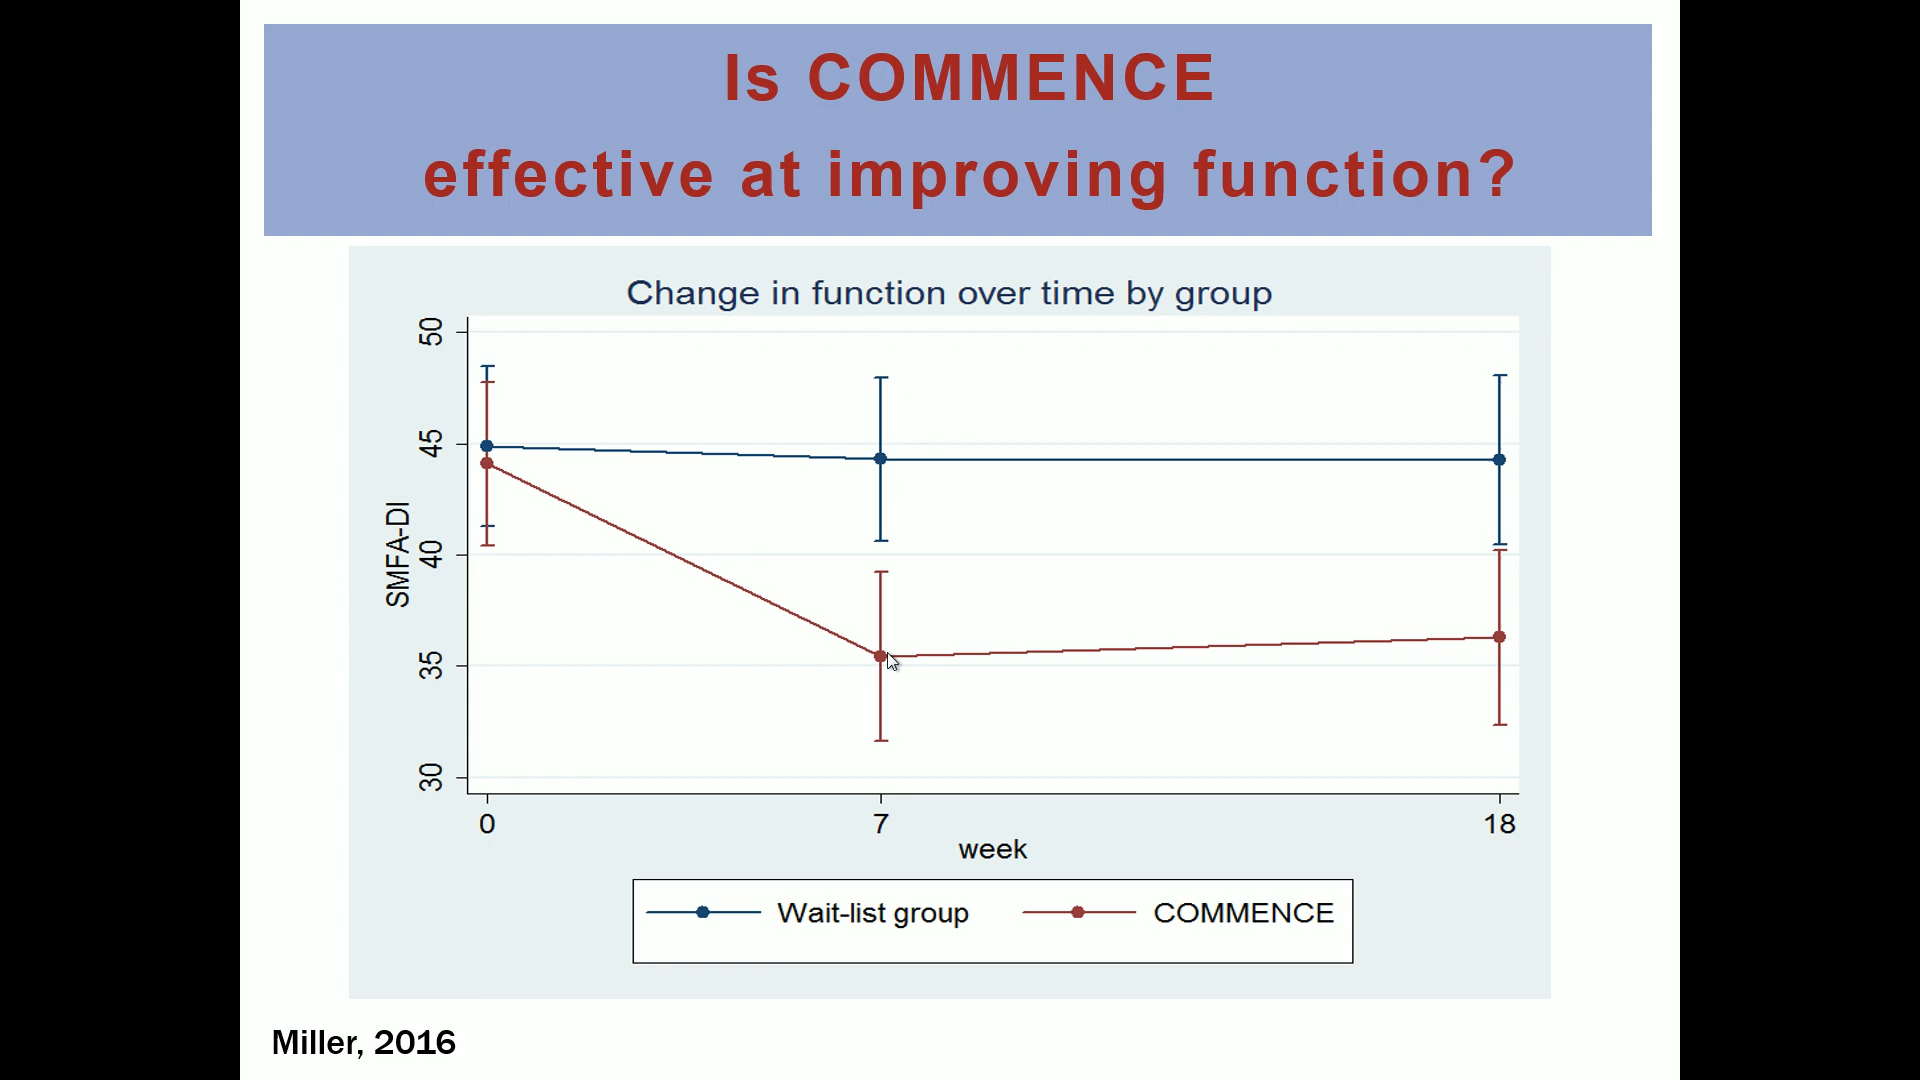 Is COMMENCE
effective at improving function?
Change in function over time by group
50
45
40
35
30
SMFA-DI
0 7 18
week
Wait-list group COMMENCE
Miller, 2016